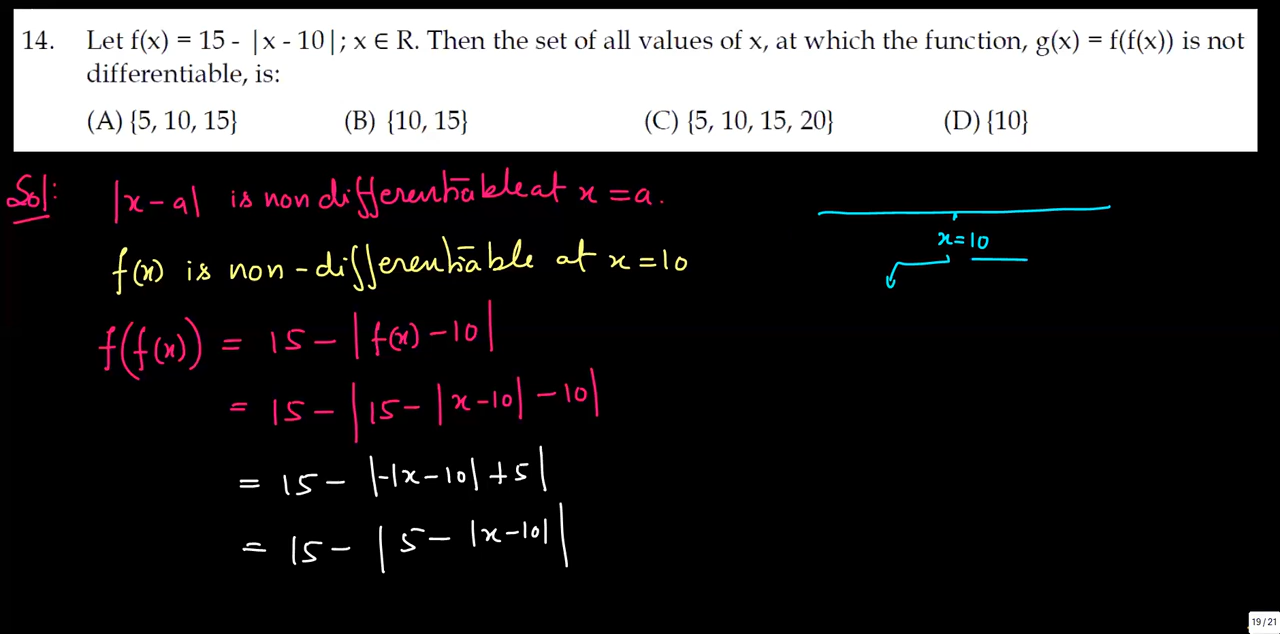 14. Let f(x) = 15 - |x - 10|; x ∈ R. Then the set of all values of x, at which the function, g(x) = f(f(x)) is not
differentiable, is:
(A) {5, 10, 15} (B) {10, 15} (C) {5, 10, 15, 20} (D) {10}
Sol: |x-a| is non differentiable at x = a.
x=10
f(x) is non-differentiable at x = 10
f(f(x)) = 15 - |f(x) - 10|
= 15 - |15 - |x-10| - 10|
= 15 - |-|x-10| + 5|
= 15 - |5 - |x-10||
19/21